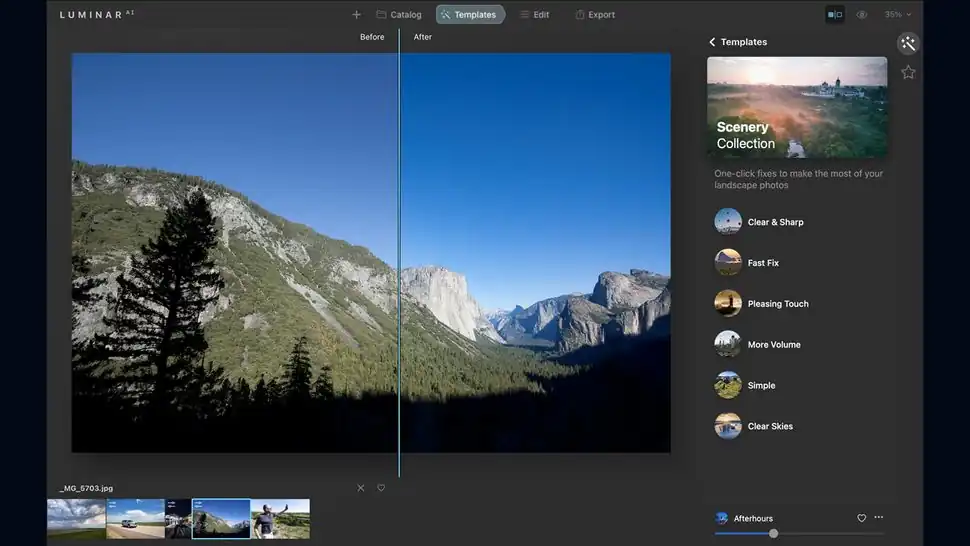 LUMINAR AI
Catalog
Templates
Edit
Export
35%
Before
After
Templates
Scenery
Collection
One-click fixes to make the most of your
landscape photos
Clear & Sharp
Fast Fix
Pleasing Touch
More Volume
Simple
Clear Skies
_MG_5703.jpg
Afterhours